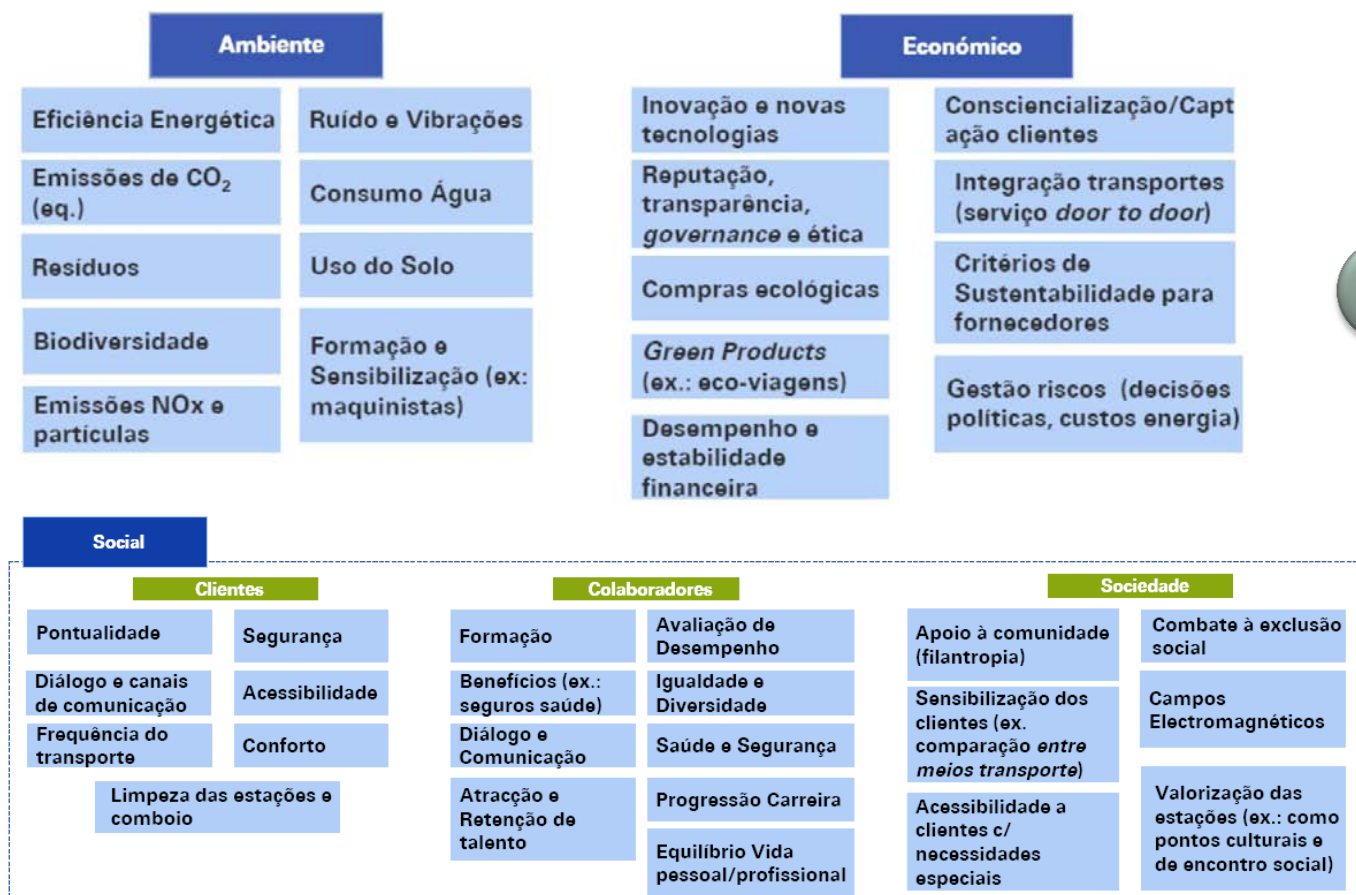 Ambiente
Eficiência Energética
Emissões de CO₂
(eq.)
Resíduos
Biodiversidade
Emissões NOx e
partículas
Ruído e Vibrações
Consumo Água
Uso do Solo
Formação e
Sensibilização (ex:
maquinistas)
Económico
Inovação e novas
tecnologias
Reputação,
transparência,
governance e ética
Compras ecológicas
Green Products
(ex.: eco-viagens)
Desempenho e
estabilidade
financeira
Consciencialização/Capt
ação clientes
Integração transportes
(serviço door to door)
Critérios de
Sustentabilidade para
fornecedores
Gestão riscos (decisões
políticas, custos energia)
Social
Clientes
Pontualidade
Diálogo e canais
de comunicação
Frequência do
transporte
Segurança
Acessibilidade
Conforto
Limpeza das estações e
comboio
Colaboradores
Formação
Benefícios (ex.:
seguros saúde)
Diálogo e
Comunicação
Atracção e
Retenção de
talento
Avaliação de
Desempenho
Igualdade e
Diversidade
Saúde e Segurança
Progressão Carreira
Equilíbrio Vida
pessoal/profissional
Sociedade
Apoio à comunidade
(filantropia)
Sensibilização dos
clientes (ex.
comparação entre
meios transporte)
Acessibilidade a
clientes c/
necessidades
especiais
Combate à exclusão
social
Campos
Electromagnéticos
Valorização das
estações (ex.: como
pontos culturais e
de encontro social)